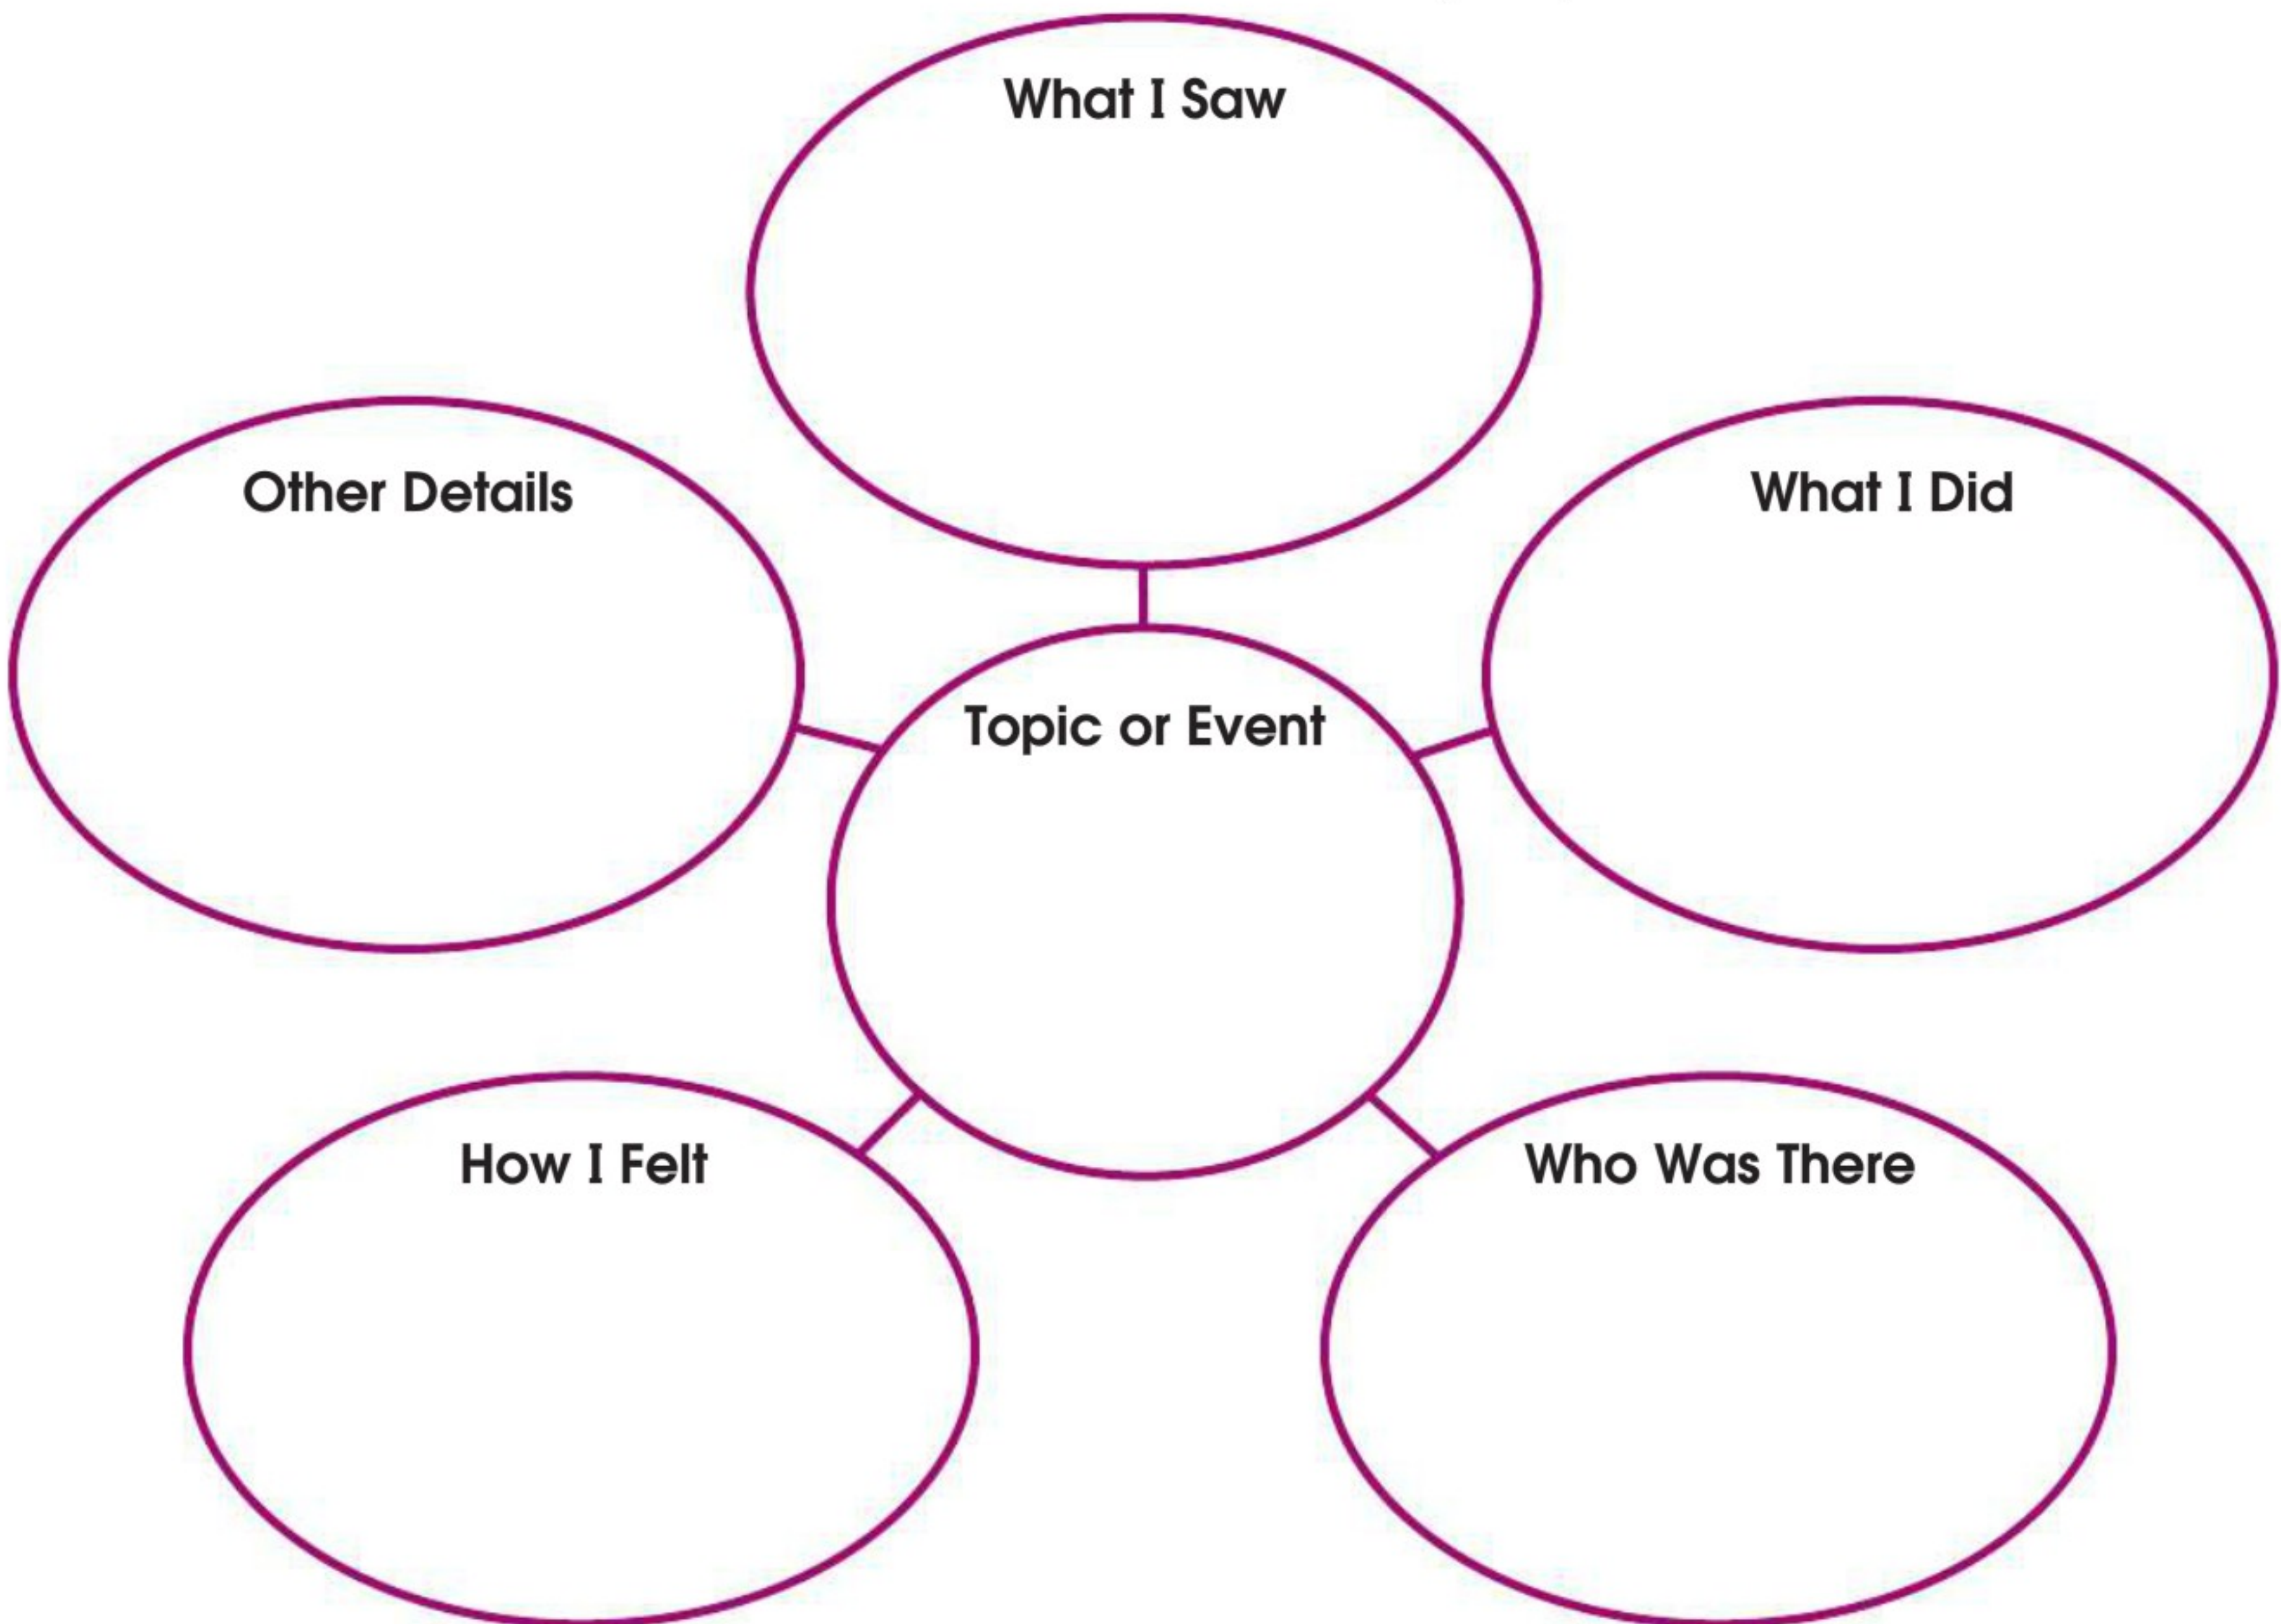 What I Saw
Other Details
What I Did
Topic or Event
How I Felt
Who Was There